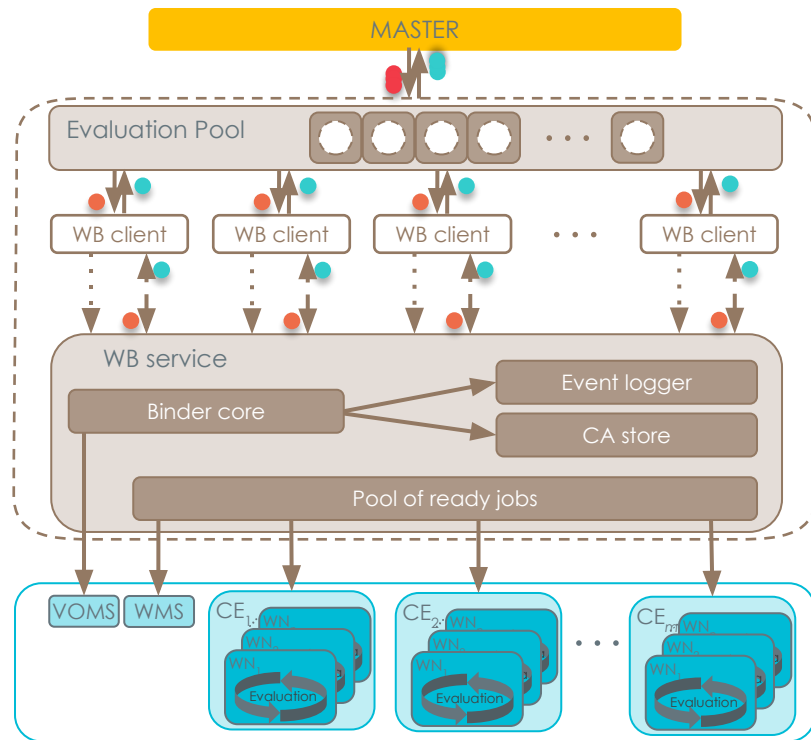 MASTER
Evaluation Pool
WB client WB client WB client WB client
WB service
Event logger
Binder core
CA store
Pool of ready jobs
VOMS WMS
CE1 CE2 CEm
WN WN WN
WN WN WN
WN1 WN1 WN1
Evaluation Evaluation Evaluation